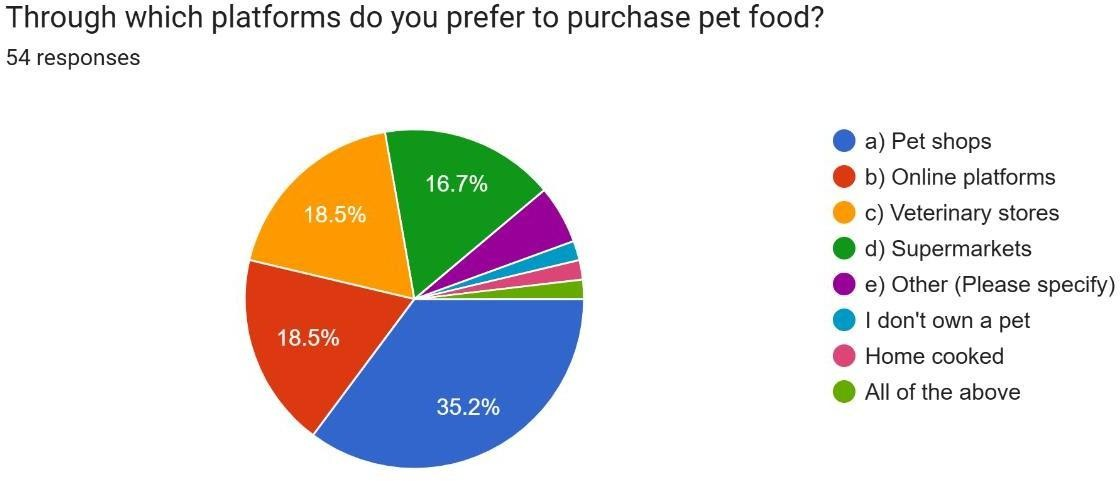 Through which platforms do you prefer to purchase pet food?
54 responses
16.7%
18.5%
18.5%
35.2%
a) Pet shops
b) Online platforms
c) Veterinary stores
d) Supermarkets
e) Other (Please specify)
I don't own a pet
Home cooked
All of the above